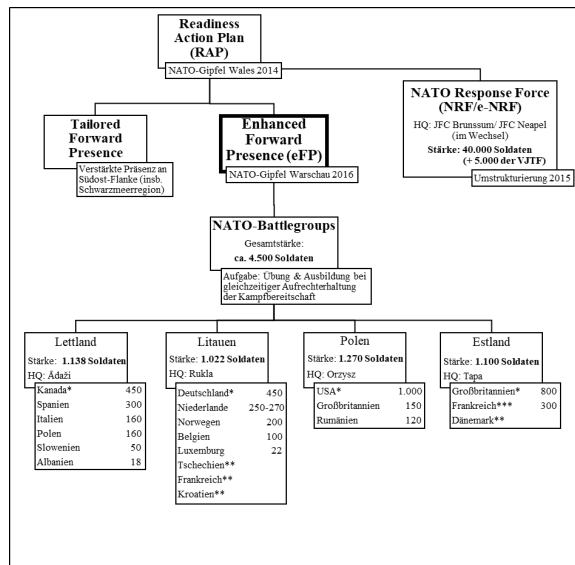 Readiness
Action Plan
(RAP)
NATO-Gipfel Wales 2014
NATO Response Force
(NRF/e-NRF)
HQ: JFC Brunssum/ JFC Neapel
(im Wechsel)
Stärke: 40.000 Soldaten
(+ 5.000 der VJTF)
Umstrukturierung 2015
Tailored
Forward
Presence
Verstärkte Präsenz an
Südost-Flanke (insb.
Schwarzmeerregion)
Enhanced
Forward
Presence (eFP)
NATO-Gipfel Warschau 2016
NATO-Battlegroups
Gesamtstärke:
ca. 4.500 Soldaten
Aufgabe: Übung & Ausbildung bei
gleichzeitiger Aufrechterhaltung
der Kampfbereitschaft
Lettland
Stärke: 1.138 Soldaten
HQ: Ādaži
Kanada* 450
Spanien 300
Italien 160
Polen 160
Slowenien 50
Albanien 18
Litauen
Stärke: 1.022 Soldaten
HQ: Rukla
Deutschland* 450
Niederlande 250-270
Norwegen 200
Belgien 100
Luxemburg 22
Tschechien**
Frankreich**
Kroatien**
Polen
Stärke: 1.270 Soldaten
HQ: Orzysz
USA* 1.000
Großbritannien 150
Rumänien 120
Estland
Stärke: 1.100 Soldaten
HQ: Tapa
Großbritannien* 800
Frankreich*** 300
Dänemark**